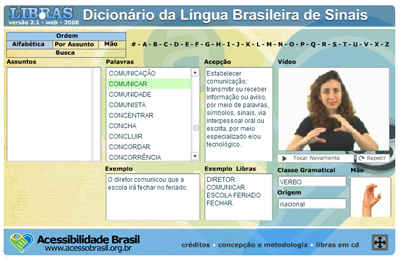 LIBRAS
Dicionário da Língua Brasileira de Sinais
versão 2.1 - web - 2008
Ordem
Alfabética Por Assunto Mão
Busca
# - A - B - C - D - E - F - G - H - I - J - K - L - M - N - O - P - Q - R - S - T - U - V - X - Z
Assuntos
Palavras
COMUNICAÇÃO
COMUNICAR
COMUNIDADE
COMUNISTA
CONCENTRAR
CONCHA
CONCLUIR
CONCORDAR
CONCORRÊNCIA
Acepção
Estabelecer
comunicação;
transmitir ou receber
informação ou aviso,
por meio de palavras,
símbolos, sinais, via
interpessoal oral ou
escrita, por meio
especializado e/ou
tecnológico.
Vídeo
Tocar Novamente
Repetir
Exemplo
O diretor comunicou que a
escola irá fechar no feriado.
Exemplo Libras
DIRETOR
COMUNICAR
ESCOLA FERIADO
FECHAR.
Classe Gramatical
VERBO
Origem
nacional
Mão
Acessibilidade Brasil
www.acessobrasil.org.br
créditos - concepção e metodologia - libras em cd